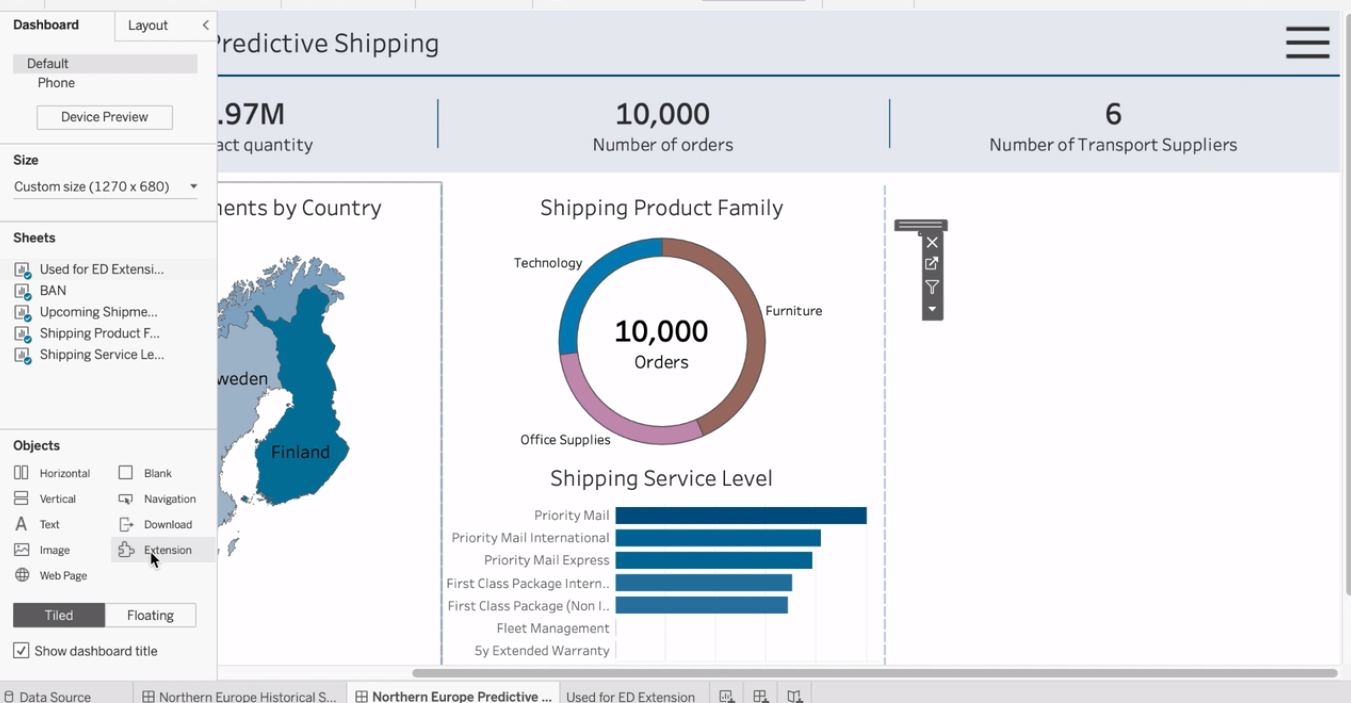 Dashboard
Layout
Default
Phone
Device Preview
Size
Custom size (1270 x 680)
Sheets
Used for ED Extensi...
BAN
Upcoming Shipme...
Shipping Product F...
Shipping Service Le...
Objects
Horizontal
Blank
Vertical
Navigation
A Text
Download
Image
Extension
Web Page
Tiled
Floating
Show dashboard title
Predictive Shipping
.97M
act quantity
10,000
Number of orders
6
Number of Transport Suppliers
ments by Country
weden
Finland
Shipping Product Family
Technology
Furniture
10,000
Orders
Office Supplies
Shipping Service Level
Priority Mail
Priority Mail International
Priority Mail Express
First Class Package Intern..
First Class Package (Non I..
Fleet Management
5y Extended Warranty
Data Source
Northern Europe Historical S...
Northern Europe Predictive ...
Used for ED Extension